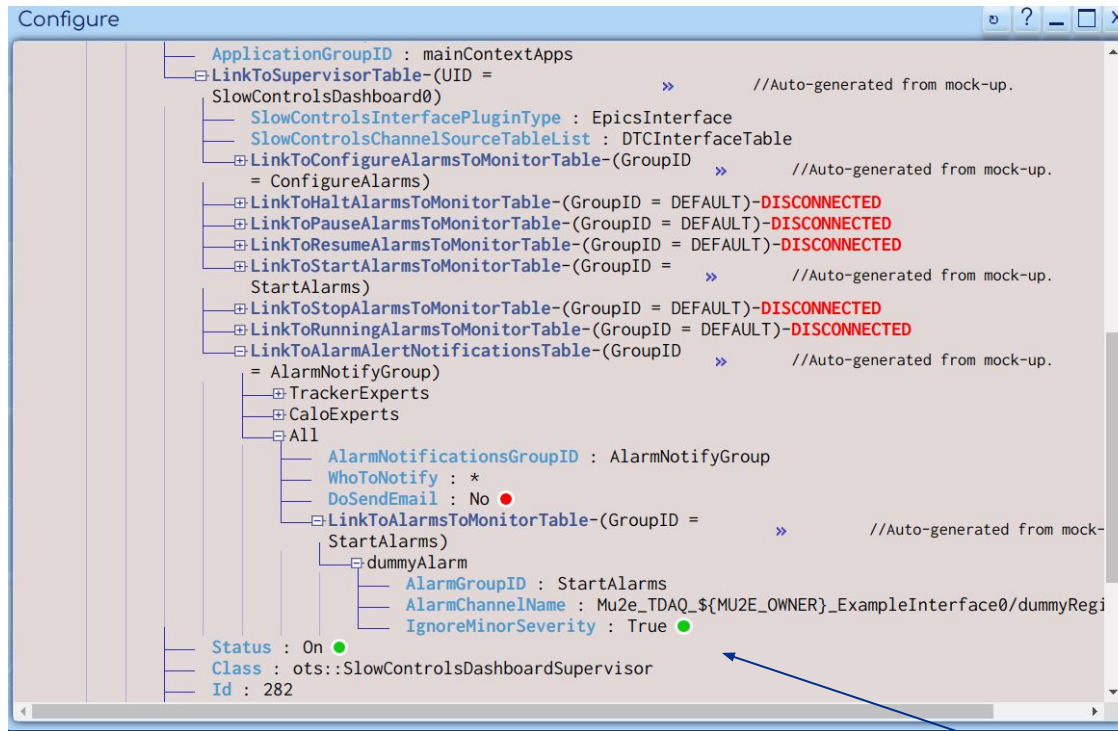 Configure
ApplicationGroupID : mainContextApps
LinkToSupervisorTable-(UID =
SlowControlsDashboard0)
» //Auto-generated from mock-up.
SlowControlsInterfacePluginType : EpicsInterface
SlowControlsChannelSourceTableList : DTCInterfaceTable
LinkToConfigureAlarmsToMonitorTable-(GroupID
= ConfigureAlarms)
» //Auto-generated from mock-up.
LinkToHaltAlarmsToMonitorTable-(GroupID = DEFAULT)-DISCONNECTED
LinkToPauseAlarmsToMonitorTable-(GroupID = DEFAULT)-DISCONNECTED
LinkToResumeAlarmsToMonitorTable-(GroupID = DEFAULT)-DISCONNECTED
LinkToStartAlarmsToMonitorTable-(GroupID =
StartAlarms)
» //Auto-generated from mock-up.
LinkToStopAlarmsToMonitorTable-(GroupID = DEFAULT)-DISCONNECTED
LinkToRunningAlarmsToMonitorTable-(GroupID = DEFAULT)-DISCONNECTED
LinkToAlarmAlertNotificationsTable-(GroupID
= AlarmNotifyGroup)
» //Auto-generated from mock-up.
TrackerExperts
CaloExperts
All
AlarmNotificationsGroupID : AlarmNotifyGroup
WhoToNotify : *
DoSendEmail : No
LinkToAlarmsToMonitorTable-(GroupID =
StartAlarms)
» //Auto-generated from mock-
dummyAlarm
AlarmGroupID : StartAlarms
AlarmChannelName : Mu2e_TDAQ_${MU2E_OWNER}_ExampleInterface0/dummyRegi
IgnoreMinorSeverity : True
Status : On
Class : ots::SlowControlsDashboardSupervisor
Id : 282